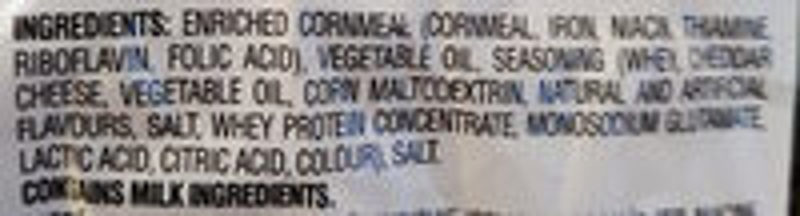 INGREDIENTS: ENRICHED CORNMEAL (CORNMEAL, IRON, NIACIN, THIAMINE,
RIBOFLAVIN, FOLIC ACID), VEGETABLE OIL, SEASONING (WHEY, CHEDDAR
CHEESE, VEGETABLE OIL, CORN MALTODEXTRIN, NATURAL AND ARTIFICIAL
FLAVOURS, SALT, WHEY PROTEIN CONCENTRATE, MONOSODIUM GLUTAMATE,
LACTIC ACID, CITRIC ACID, COLOUR), SALT.
CONTAINS MILK INGREDIENTS.